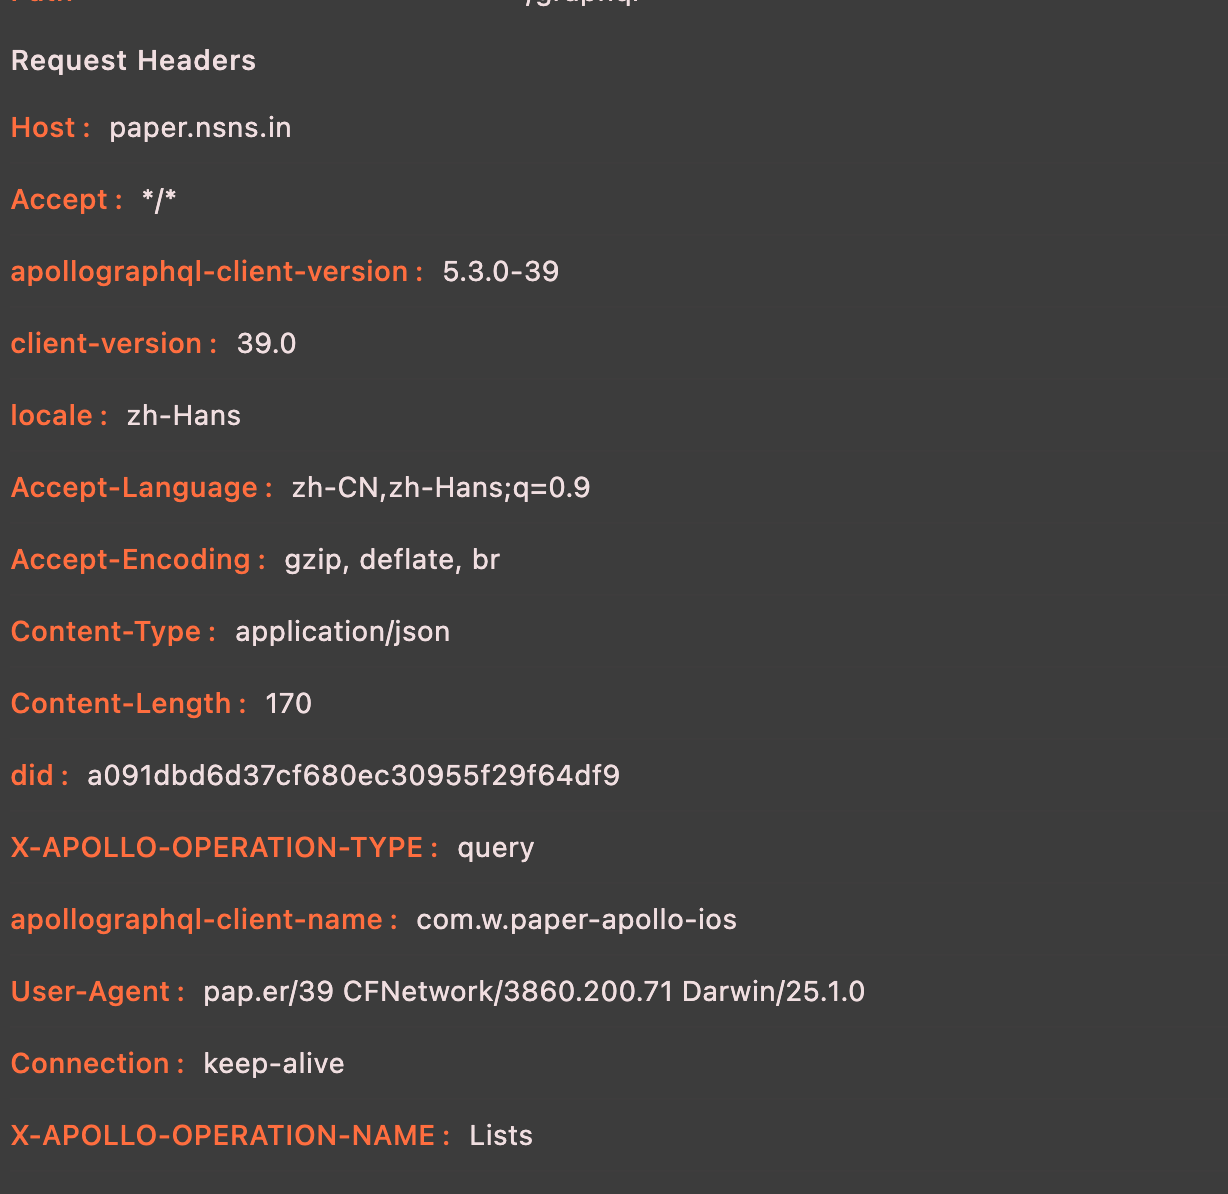 Request Headers
Host : paper.nsns.in
Accept : */*
apollographql-client-version : 5.3.0-39
client-version : 39.0
locale : zh-Hans
Accept-Language : zh-CN,zh-Hans;q=0.9
Accept-Encoding : gzip, deflate, br
Content-Type : application/json
Content-Length : 170
did : a091dbd6d37cf680ec30955f29f64df9
X-APOLLO-OPERATION-TYPE : query
apollographql-client-name : com.w.paper-apollo-ios
User-Agent : pap.er/39 CFNetwork/3860.200.71 Darwin/25.1.0
Connection : keep-alive
X-APOLLO-OPERATION-NAME : Lists